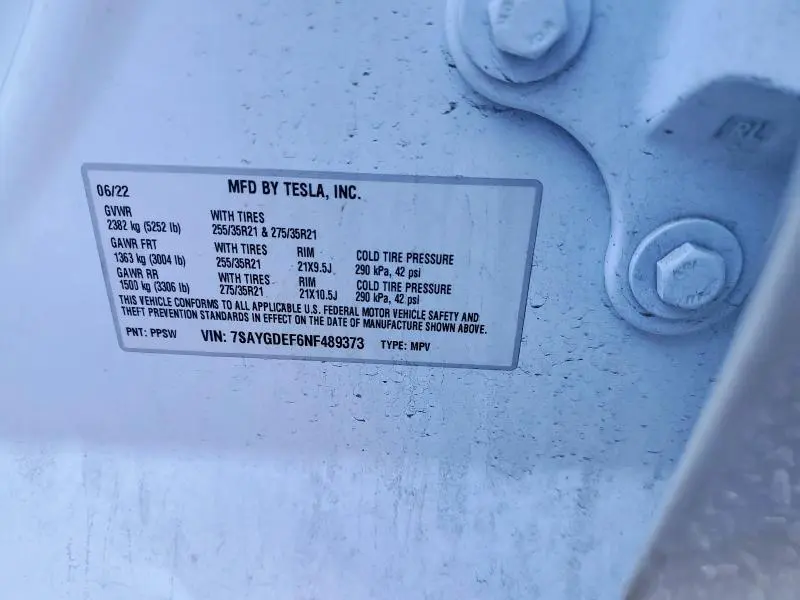 06/22 MFD BY TESLA, INC.
GVWR WITH TIRES
2382 kg (5252 lb) 255/35R21 & 275/35R21
GAWR FRT WITH TIRES RIM COLD TIRE PRESSURE
1363 kg (3004 lb) 255/35R21 21X9.5J 290 kPa, 42 psi
GAWR RR WITH TIRES RIM COLD TIRE PRESSURE
1500 kg (3306 lb) 275/35R21 21X10.5J 290 kPa, 42 psi
THIS VEHICLE CONFORMS TO ALL APPLICABLE U.S. FEDERAL MOTOR VEHICLE SAFETY AND
THEFT PREVENTION STANDARDS IN EFFECT ON THE DATE OF MANUFACTURE SHOWN ABOVE.
PNT: PPSW VIN: 7SAYGDEF6NF489373 TYPE: MPV